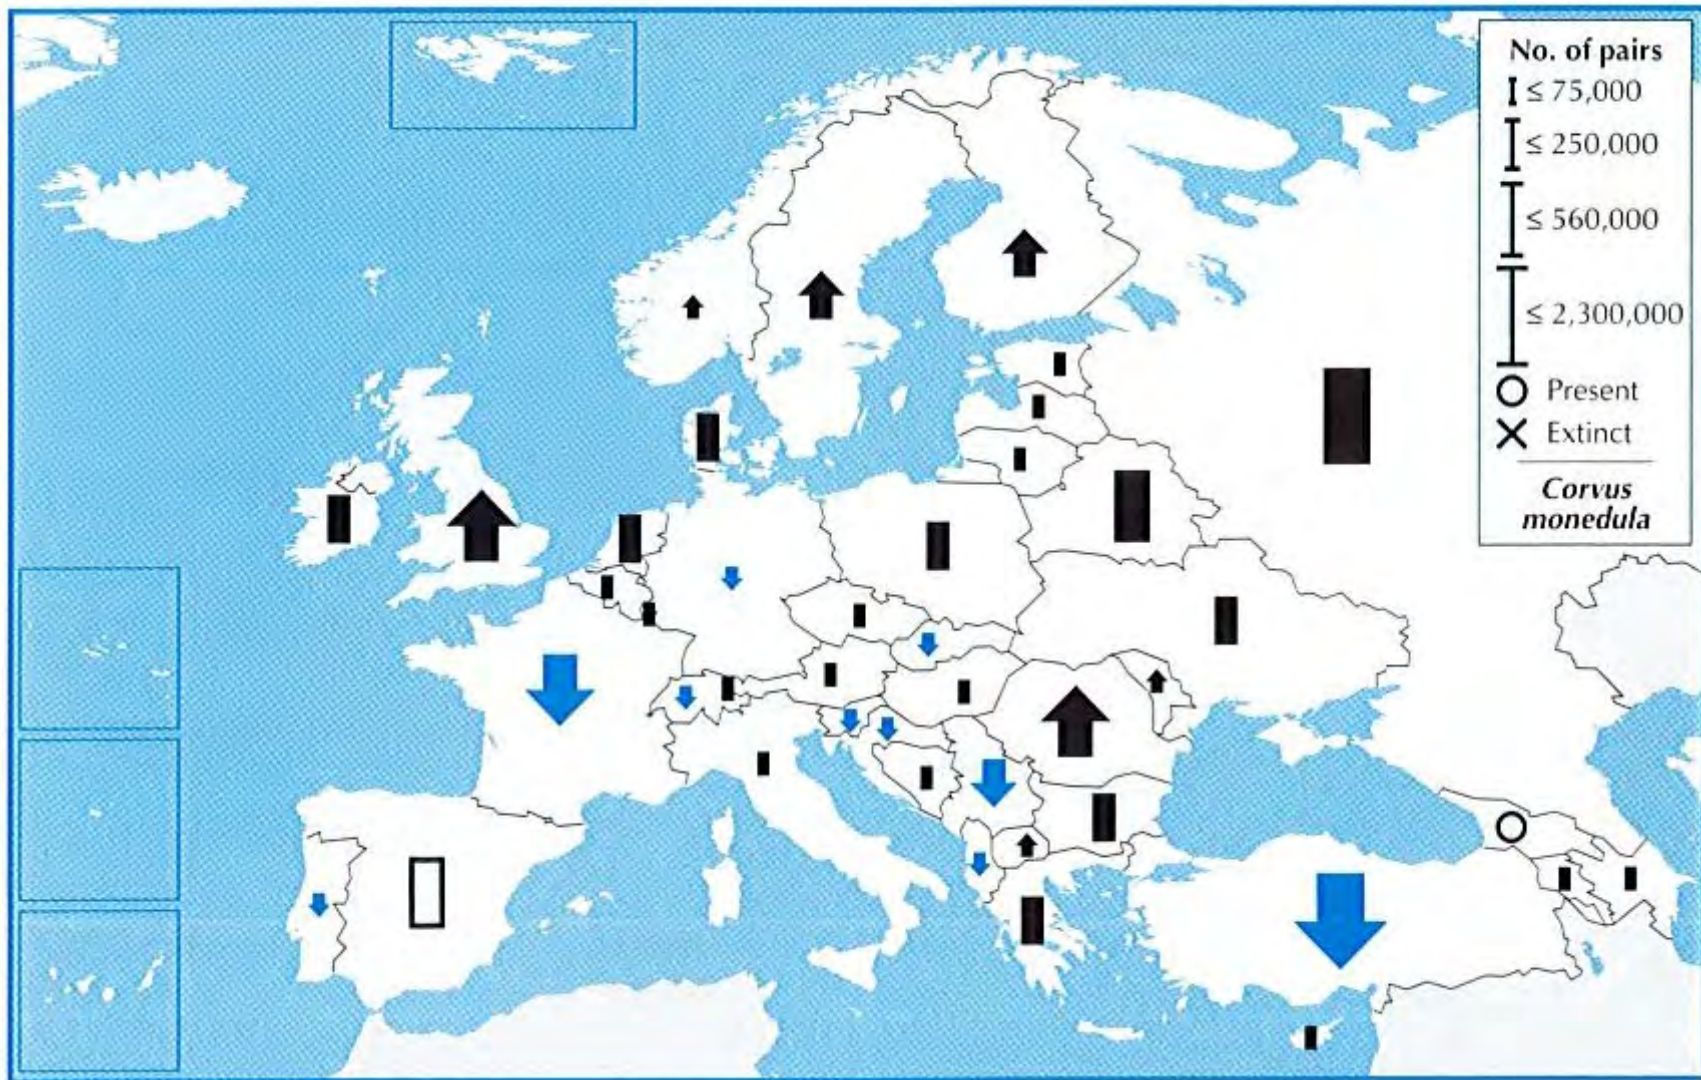 No. of pairs
≤ 75,000
≤ 250,000
≤ 560,000
≤ 2,300,000
Present
Extinct
Corvus
monedula